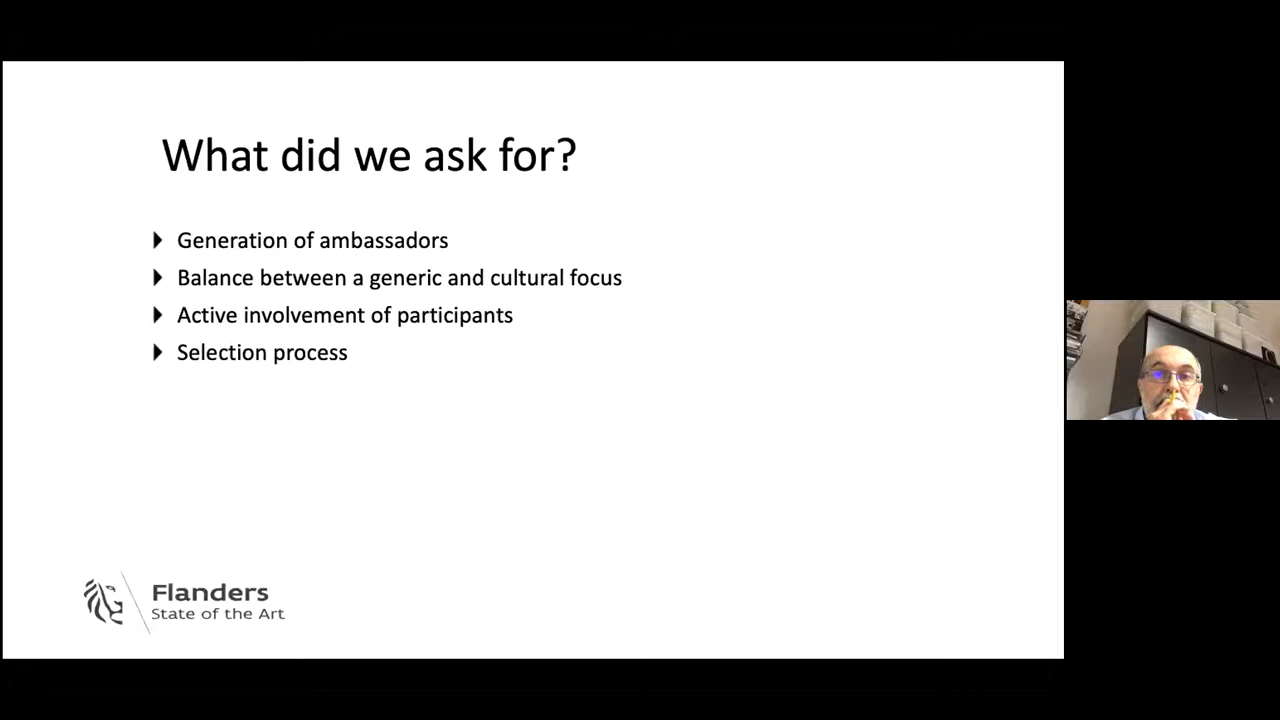 What did we ask for?
Generation of ambassadors
Balance between a generic and cultural focus
Active involvement of participants
Selection process
Flanders
State of the Art